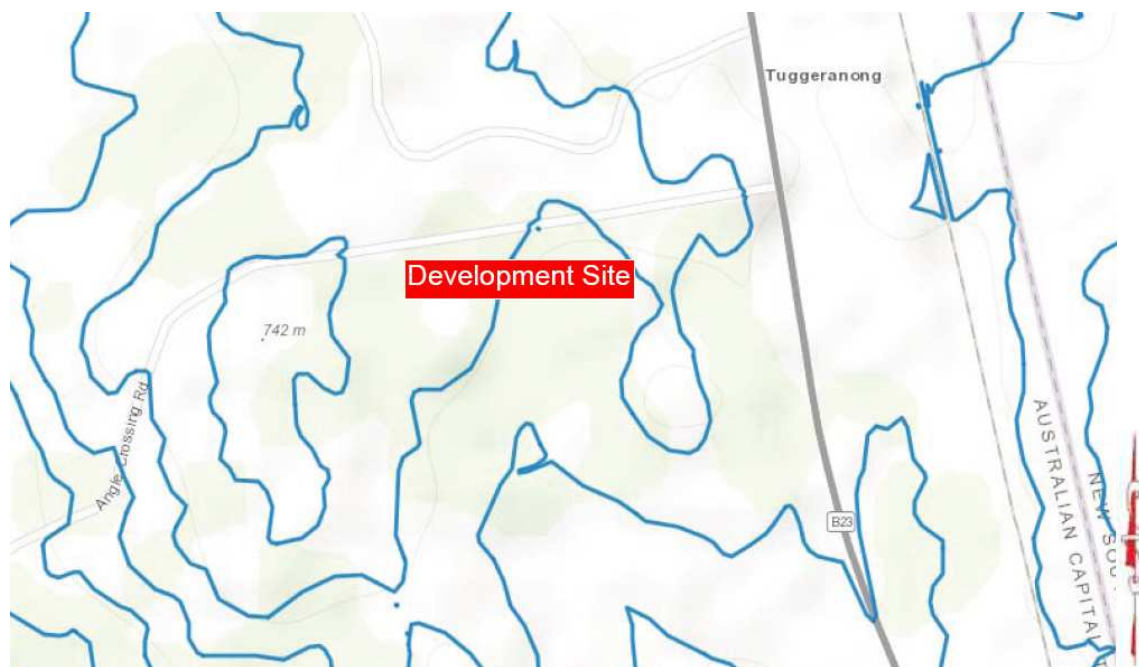 Tuggeranong
Development Site
742 m
Angle Crossing Rd
B23
AUSTRALIAN CAPITAL
NEW SOU